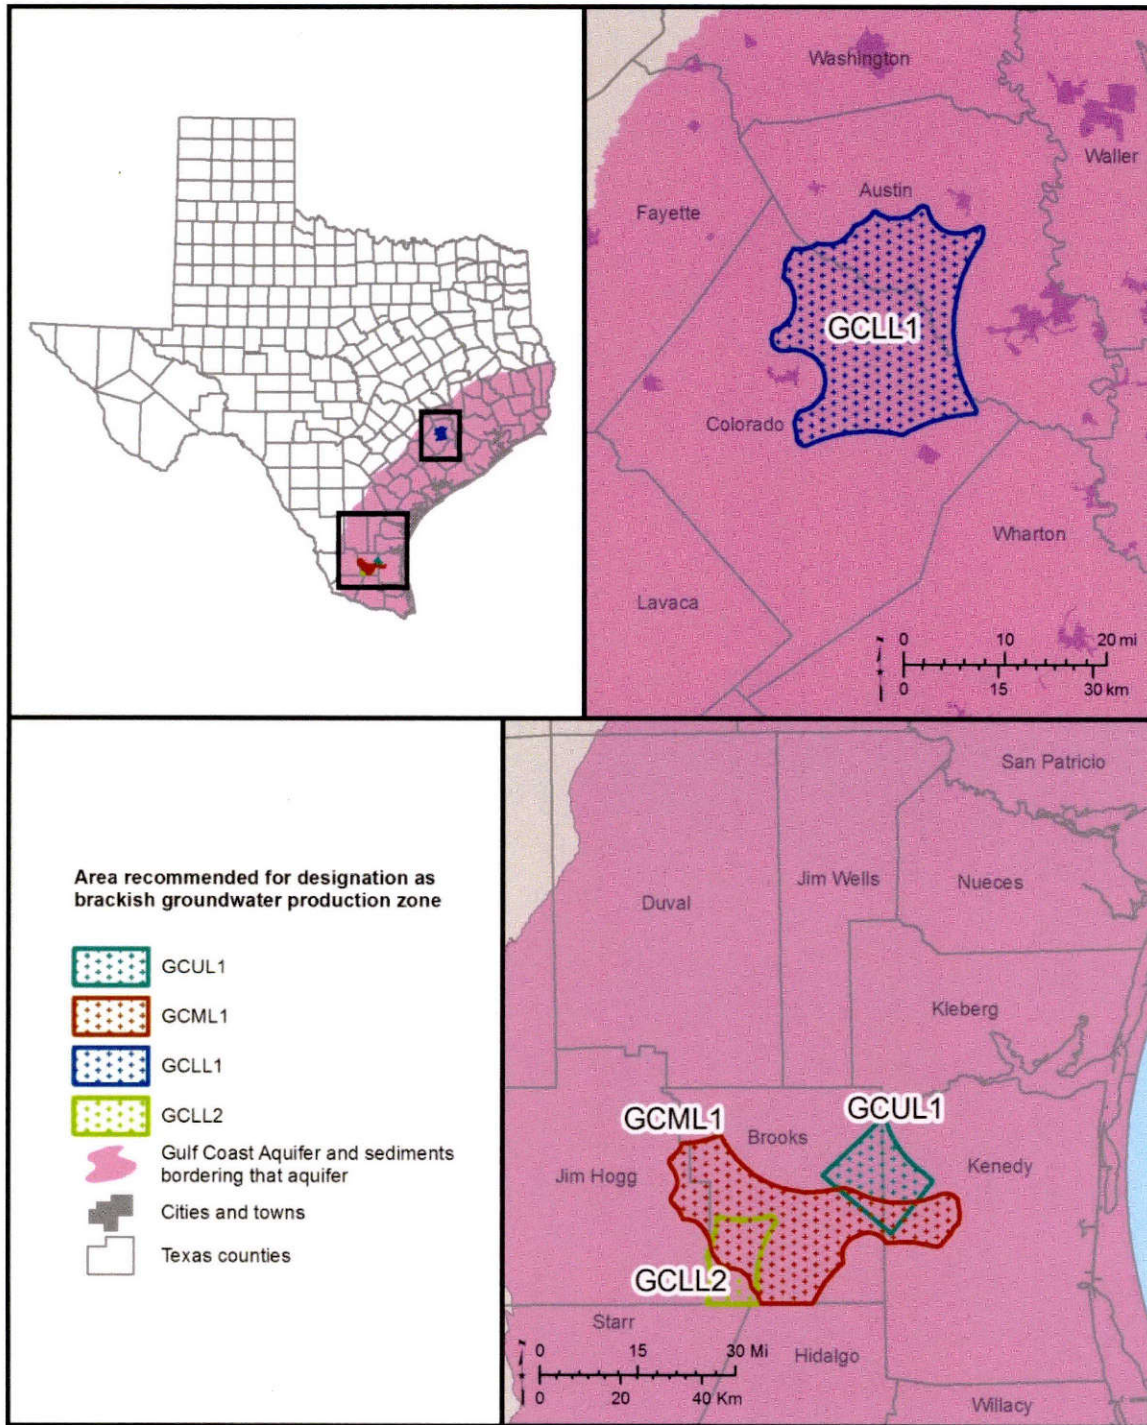 Washington
Waller
Austin
Fayette
GCLL1
Colorado
Wharton
Lavaca
0 10 20 mi
0 15 30 km
Area recommended for designation as
brackish groundwater production zone
GCUL1
GCML1
GCLL1
GCLL2
Gulf Coast Aquifer and sediments
bordering that aquifer
Cities and towns
Texas counties
San Patricio
Jim Wells
Nueces
Duval
Kleberg
GCML1
GCUL1
Brooks
Kenedy
Jim Hogg
GCLL2
Starr
0 15 30 Mi
Hidalgo
0 20 40 Km
Willacy